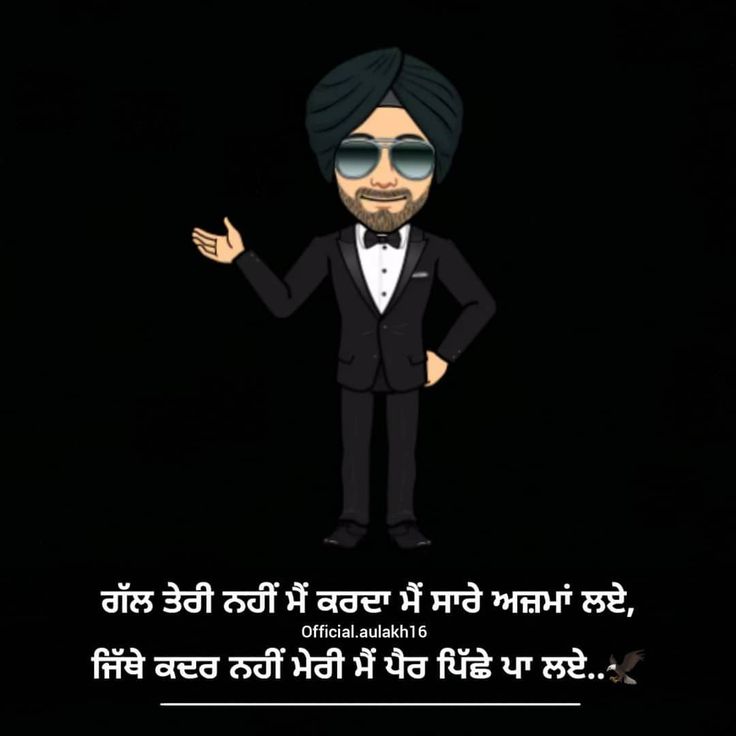 ਗੱਲ ਤੇਰੀ ਨਹੀਂ ਮੈਂ ਕਰਦਾ ਮੈਂ ਸਾਰੇ ਅਜ਼ਮਾਂ ਲਏ,
Official.aulakh16
ਜਿੱਥੇ ਕਦਰ ਨਹੀਂ ਮੇਰੀ ਮੈਂ ਪੈਰ ਪਿੱਛੇ ਪਾ ਲਏ..🦅